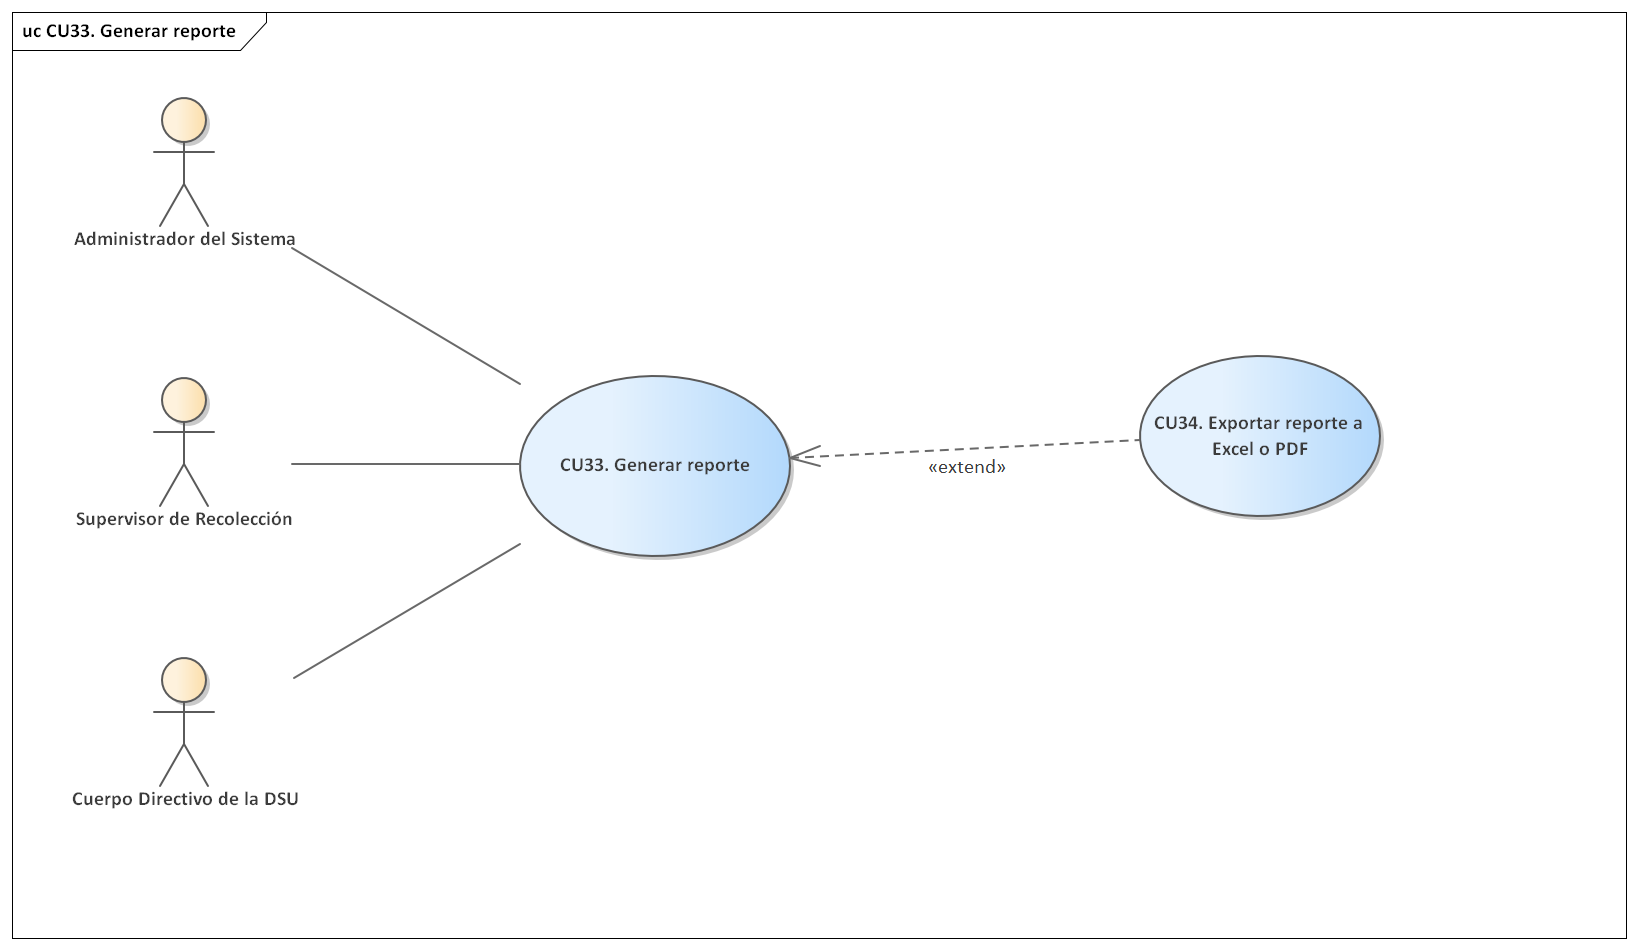 uc CU33. Generar reporte
Administrador del Sistema
Supervisor de Recolección
Cuerpo Directivo de la DSU
CU33. Generar reporte
«extend»
CU34. Exportar reporte a
Excel o PDF